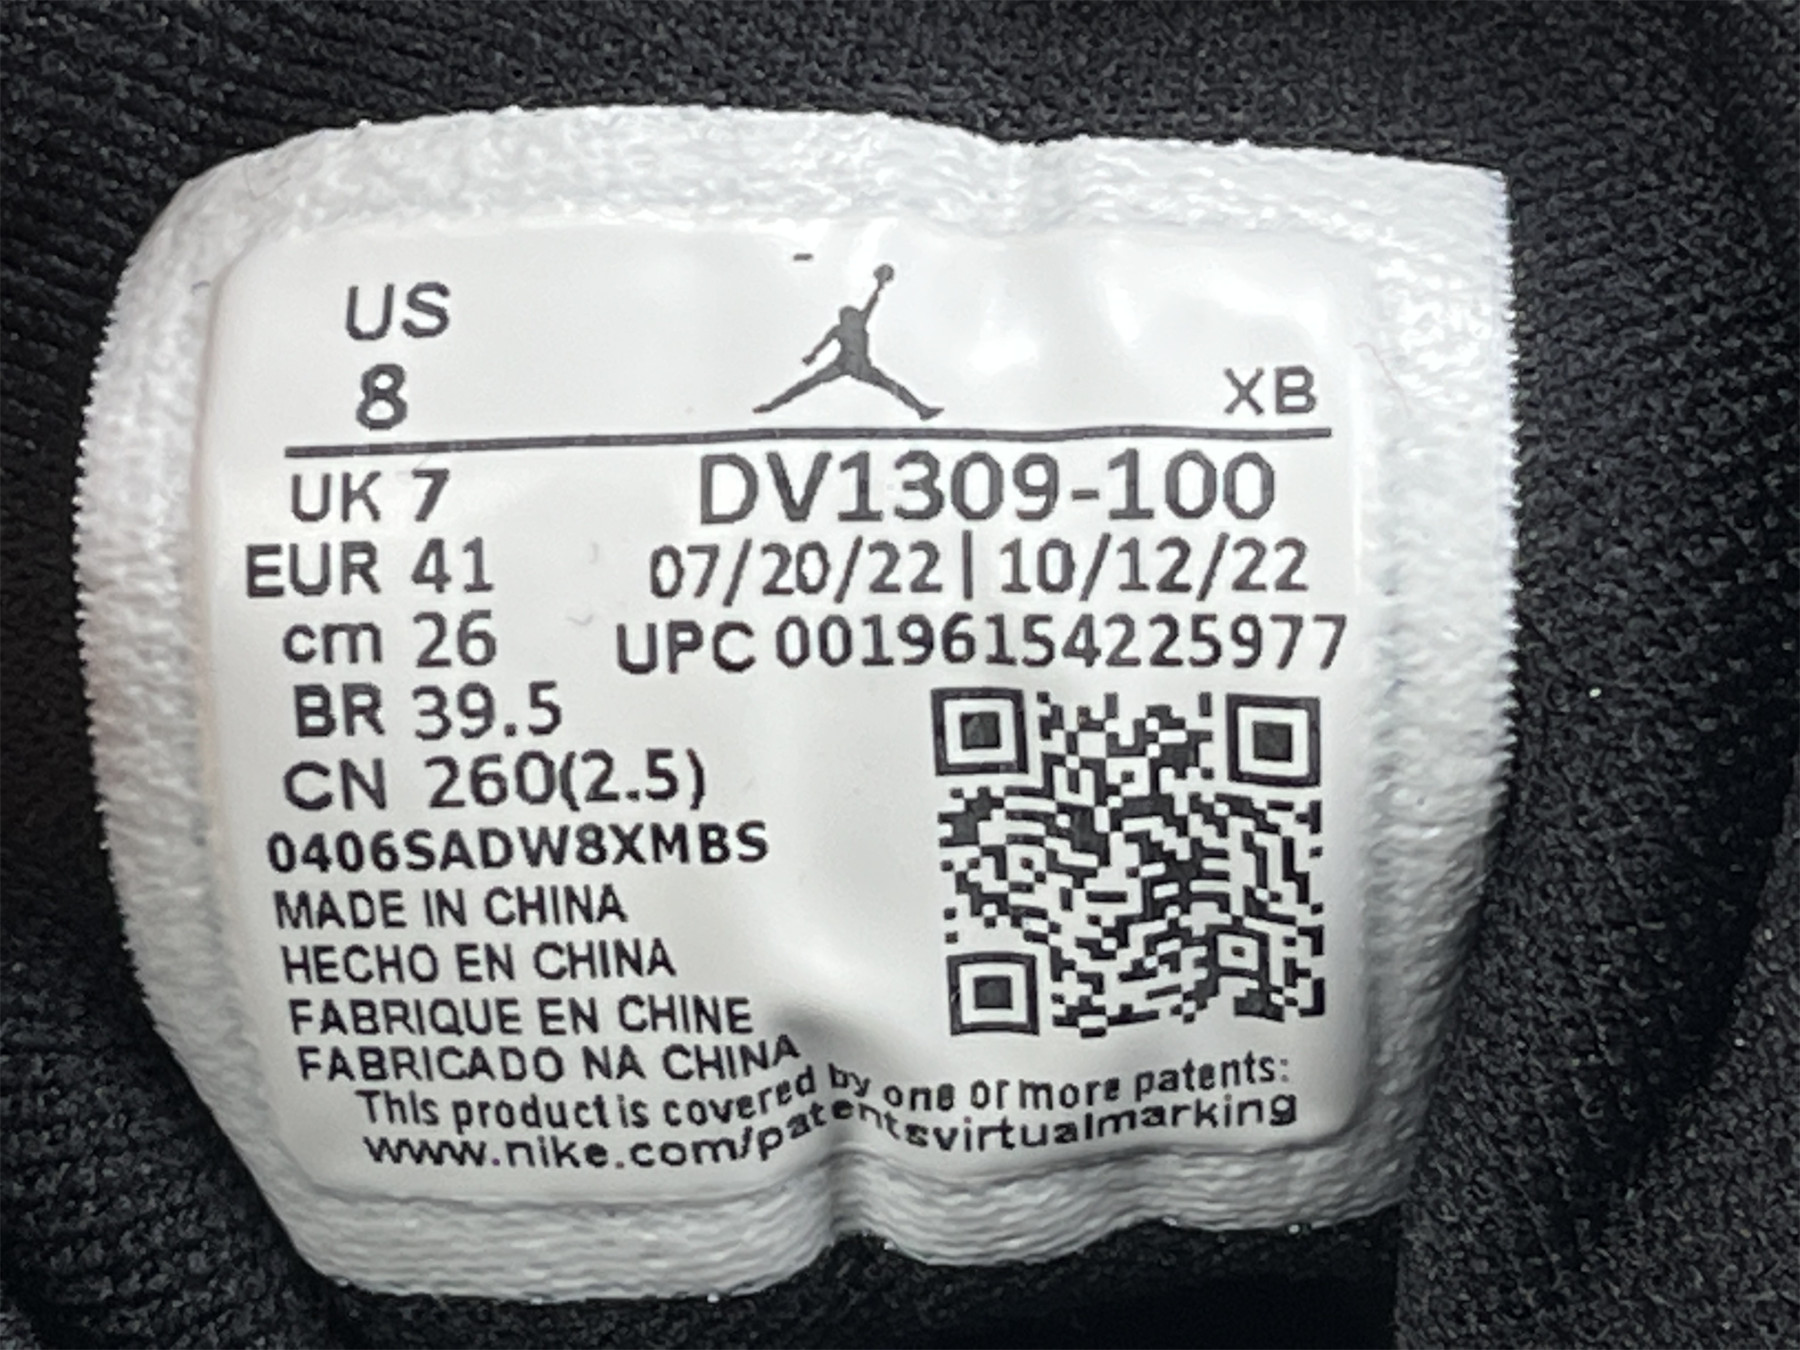 US
8
XB
UK 7
DV1309-100
EUR 41
07/20/22 | 10/12/22
cm 26
UPC 00196154225977
BR 39.5
CN 260(2.5)
0406SADW8XMBS
MADE IN CHINA
HECHO EN CHINA
FABRIQUE EN CHINE
FABRICADO NA CHINA
This product is covered by one or more patents:
www.nike.com/patentsvirtualmarking